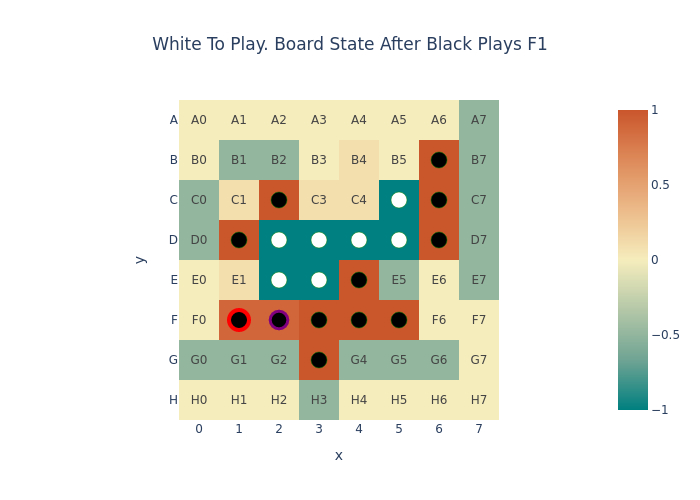 White To Play. Board State After Black Plays F1
A A0 A1 A2 A3 A4 A5 A6 A7 1
B B0 B1 B2 B3 B4 B5 B7
0.5
C C0 C1 C3 C4 C7
D D0 D7
0
y
E E0 E1 E5 E6 E7
F F0 F6 F7
−0.5
G G0 G1 G2 G4 G5 G6 G7
H H0 H1 H2 H3 H4 H5 H6 H7
−1
0 1 2 3 4 5 6 7
x